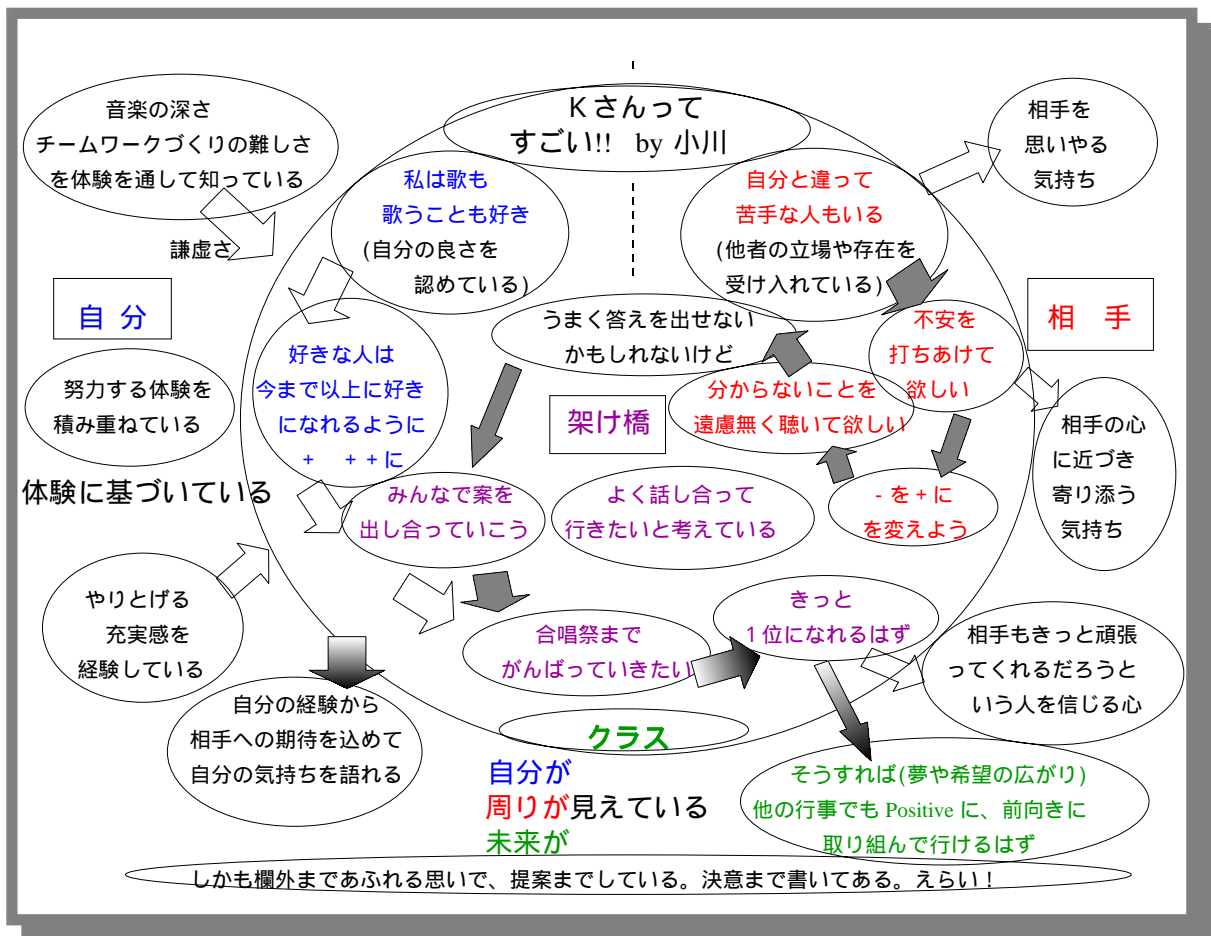 Kさんって
すごい!! by 小川
音楽の深さ
チームワークづくりの難しさ
を体験を通して知っている
謙虚さ
私は歌も
歌うことも好き
(自分の良さを
認めている)
自分と違って
苦手な人もいる
(他者の立場や存在を
受け入れている)
相手を
思いやる
気持ち
自 分
相 手
うまく答えを出せない
かもしれないけど
不安を
打ちあけて
欲しい
好きな人は
今まで以上に好き
になれるように
+ + +に
努力する体験を
積み重ねている
架け橋
分からないことを
遠慮無く聴いて欲しい
相手の心
に近づき
寄り添う
気持ち
体験に基づいている
みんなで案を
出し合っていこう
よく話し合って
行きたいと考えている
- を + に
を変えよう
やりとげる
充実感を
経験している
合唱祭まで
がんばっていきたい
きっと
1位になれるはず
相手もきっと頑張
ってくれるだろうと
いう人を信じる心
自分の経験から
相手への期待を込めて
自分の気持ちを語れる
クラス
自分が
周りが見えている
未来が
そうすれば(夢や希望の広がり)
他の行事でも Positive に、前向きに
取り組んで行けるはず
しかも欄外まであふれる思いで、提案までしている。決意まで書いてある。えらい!